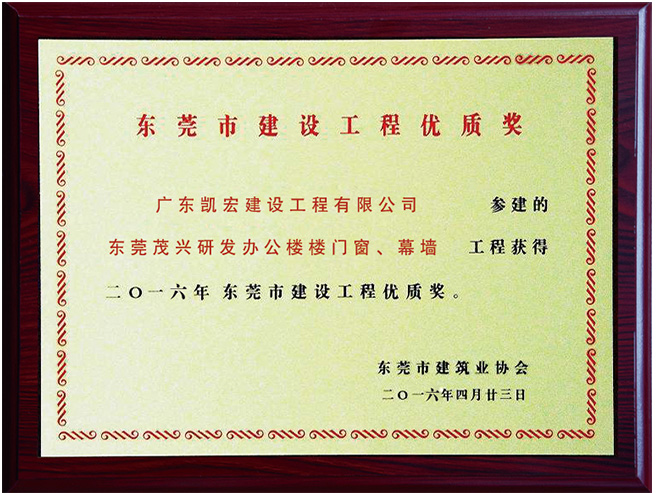 东莞市建设工程优质奖
广东凯宏建设工程有限公司 参建的
东莞茂兴研发办公楼楼门窗、幕墙 工程获得
二〇一六年 东莞市建设工程优质奖。
东莞市建筑业协会
二〇一六年四月廿三日